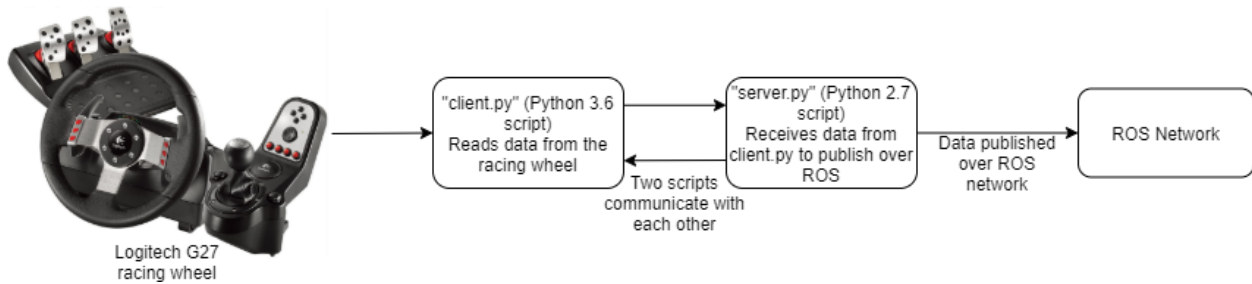 Logitech G27
racing wheel
"client.py" (Python 3.6
script)
Reads data from the
racing wheel
Two scripts
communicate with
each other
"server.py" (Python 2.7
script)
Receives data from
client.py to publish over
ROS
Data published
over ROS
network
ROS Network